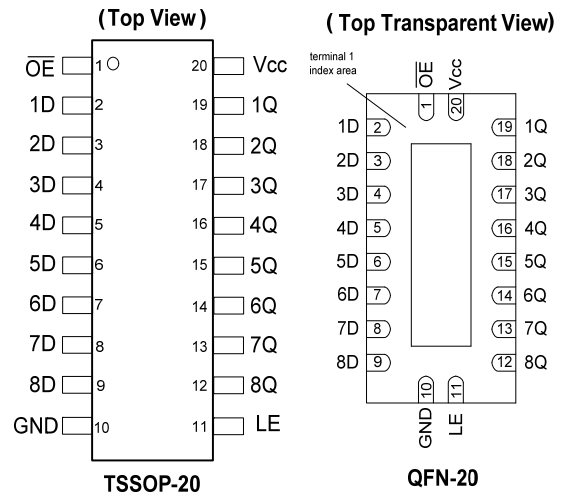 (Top View)
OE 1 20 Vcc
1D 2 19 1Q
2D 3 18 2Q
3D 4 17 3Q
4D 5 16 4Q
5D 6 15 5Q
6D 7 14 6Q
7D 8 13 7Q
8D 9 12 8Q
GND 10 11 LE
TSSOP-20
( Top Transparent View)
terminal 1
index area
OE Vcc
1 20
1D 2 19 1Q
2D 3 18 2Q
3D 4 17 3Q
4D 5 16 4Q
5D 6 15 5Q
6D 7 14 6Q
7D 8 13 7Q
8D 9 12 8Q
10 11
GND LE
QFN-20